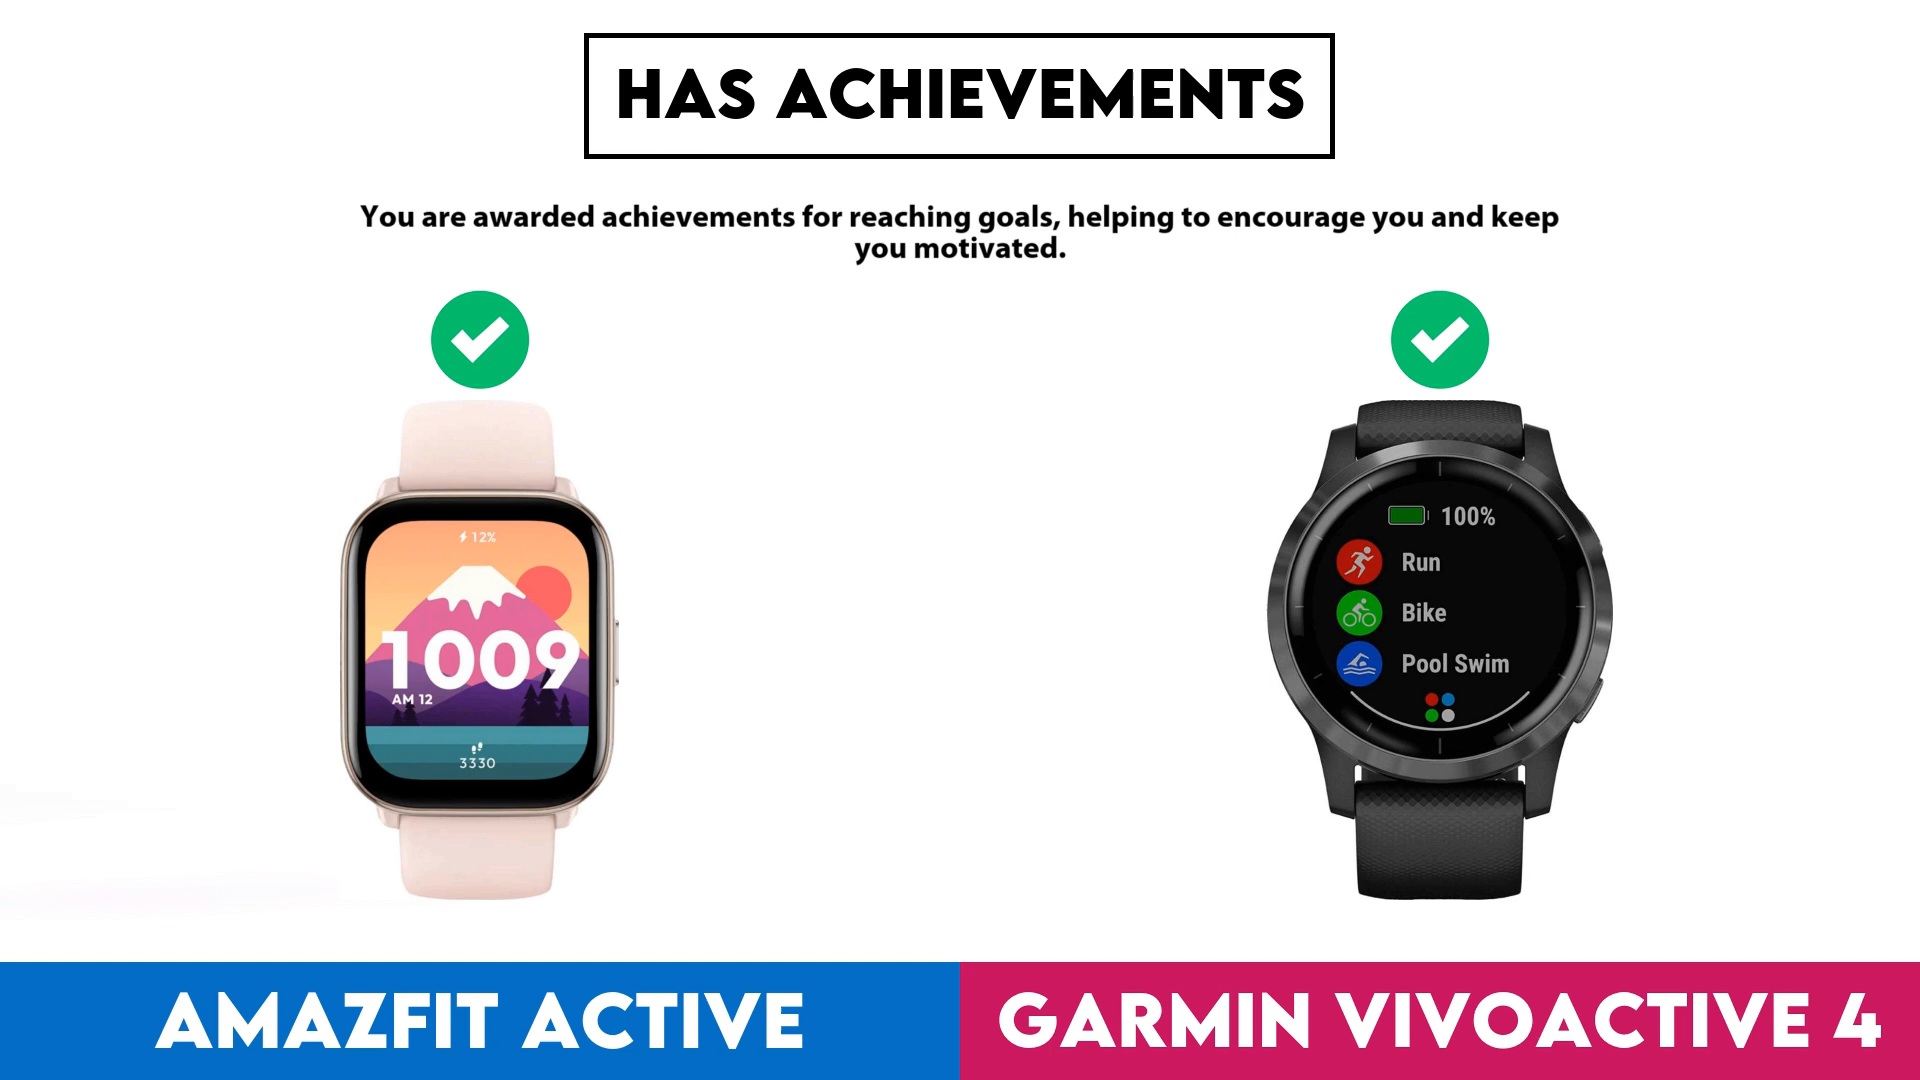 HAS ACHIEVEMENTS
You are awarded achievements for reaching goals, helping to encourage you and keep
you motivated.
12%
1009
AM 12
3330
100%
Run
Bike
Pool Swim
AMAZFIT ACTIVE
GARMIN VIVOACTIVE 4